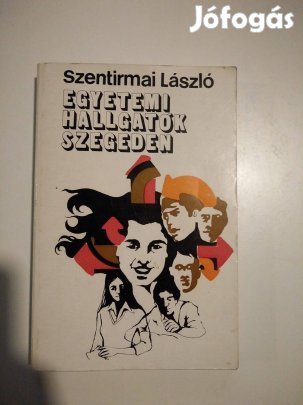 Jófogás
Szentirmai László
EGYETEMI
HALLGATÓK
SZEGEDEN